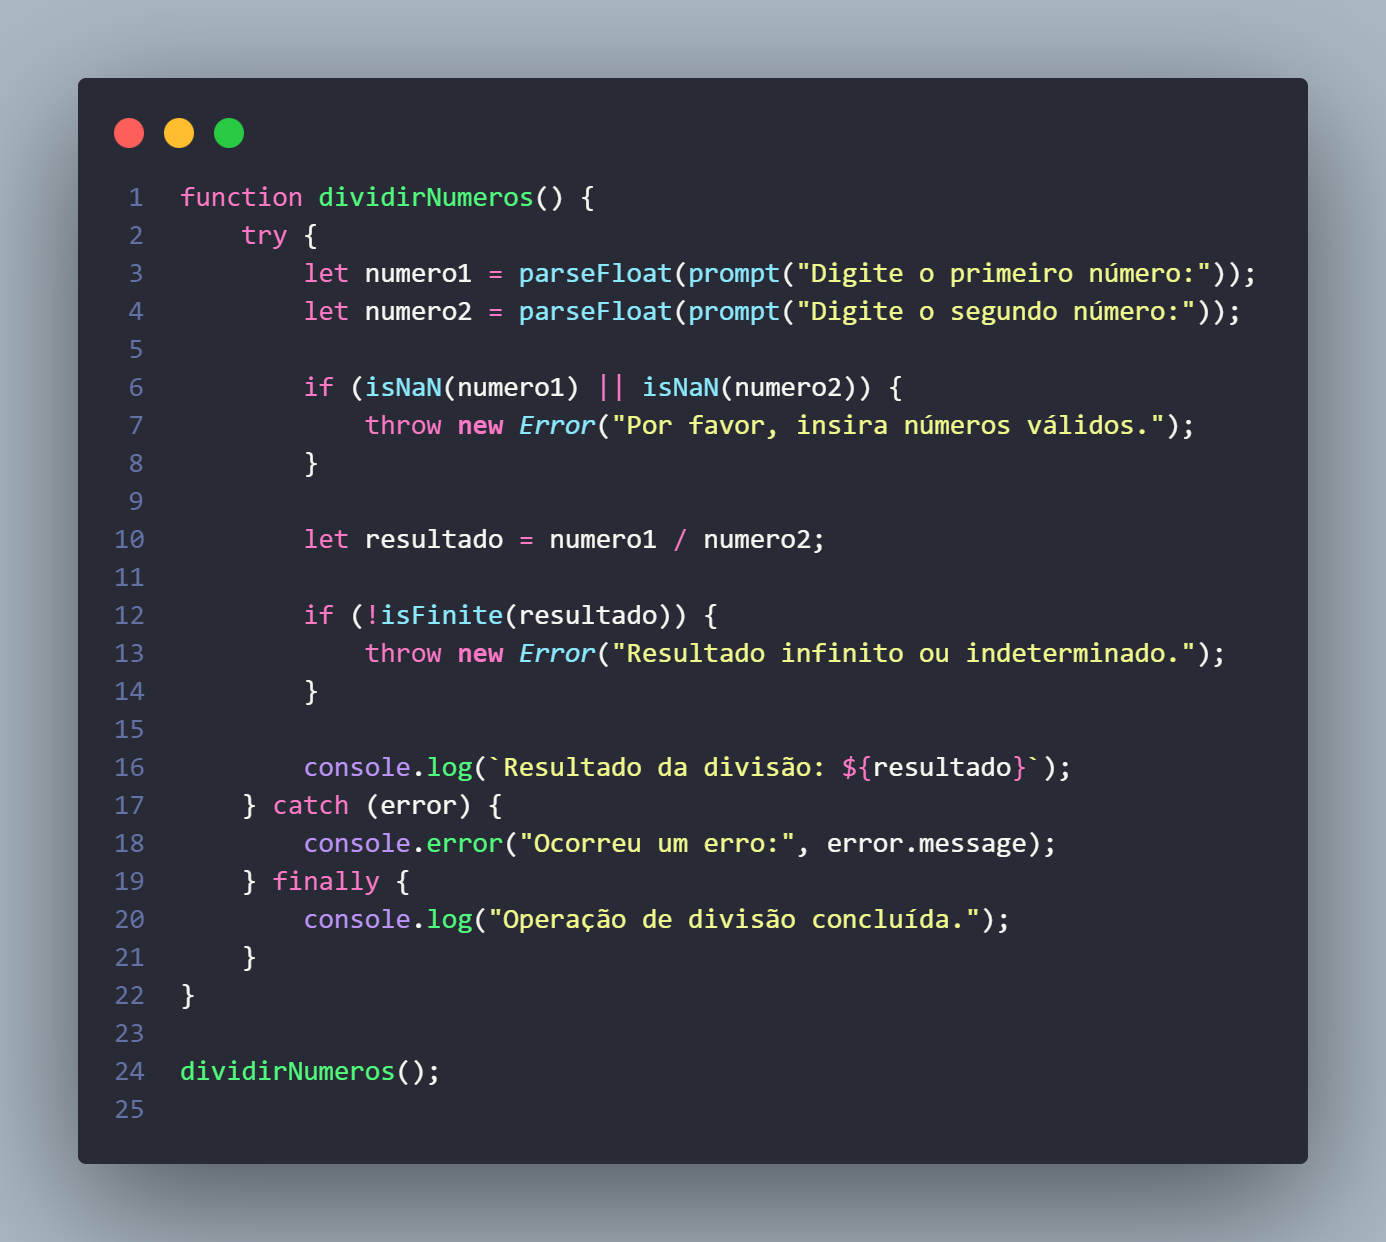 1 function dividirNumeros() {
2     try {
3         let numero1 = parseFloat(prompt("Digite o primeiro número:"));
4         let numero2 = parseFloat(prompt("Digite o segundo número:"));
5
6         if (isNaN(numero1) || isNaN(numero2)) {
7             throw new Error("Por favor, insira números válidos.");
8         }
9
10         let resultado = numero1 / numero2;
11
12         if (!isFinite(resultado)) {
13             throw new Error("Resultado infinito ou indeterminado.");
14         }
15
16         console.log(`Resultado da divisão: ${resultado}`);
17     } catch (error) {
18         console.error("Ocorreu um erro:", error.message);
19     } finally {
20         console.log("Operação de divisão concluída.");
21     }
22 }
23
24 dividirNumeros();
25